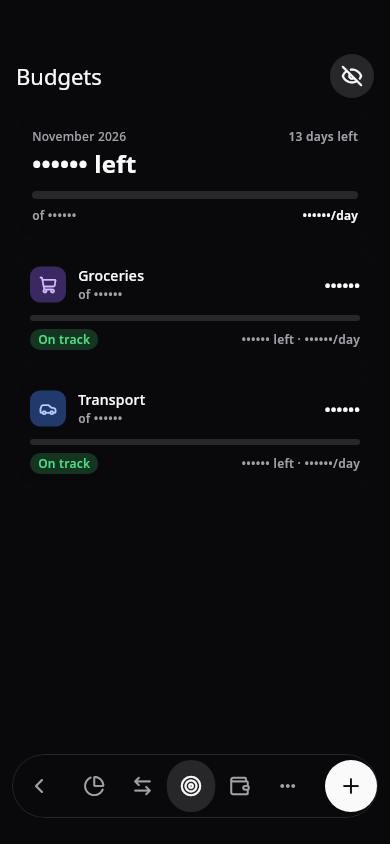 Budgets
November 2026 13 days left
•••••• left
of •••••• ••••••/day
Groceries
of •••••• ••••••
On track •••••• left · ••••••/day
Transport
of •••••• ••••••
On track •••••• left · ••••••/day